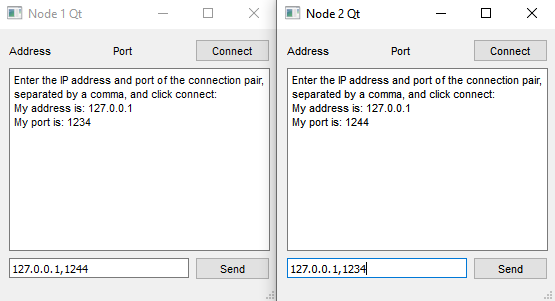 Node 1 Qt
Address Port Connect
Enter the IP address and port of the connection pair,
separated by a comma, and click connect:
My address is: 127.0.0.1
My port is: 1234
127.0.0.1,1244 Send
Node 2 Qt
Address Port Connect
Enter the IP address and port of the connection pair,
separated by a comma, and click connect:
My address is: 127.0.0.1
My port is: 1244
127.0.0.1,1234 Send